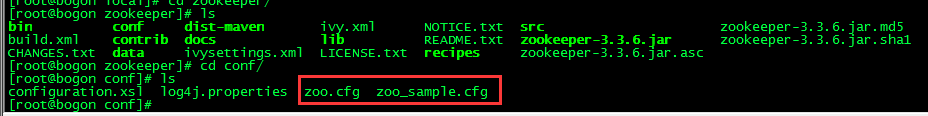 [root@bogon local]# cd zookeeper/
[root@bogon zookeeper]# ls
bin conf dist-maven ivy.xml NOTICE.txt src zookeeper-3.3.6.jar.md5
build.xml contrib docs lib README.txt zookeeper-3.3.6.jar zookeeper-3.3.6.jar.sha1
CHANGES.txt data ivysettings.xml LICENSE.txt recipes zookeeper-3.3.6.jar.asc
[root@bogon zookeeper]# cd conf/
[root@bogon conf]# ls
configuration.xsl log4j.properties zoo.cfg zoo_sample.cfg
[root@bogon conf]#